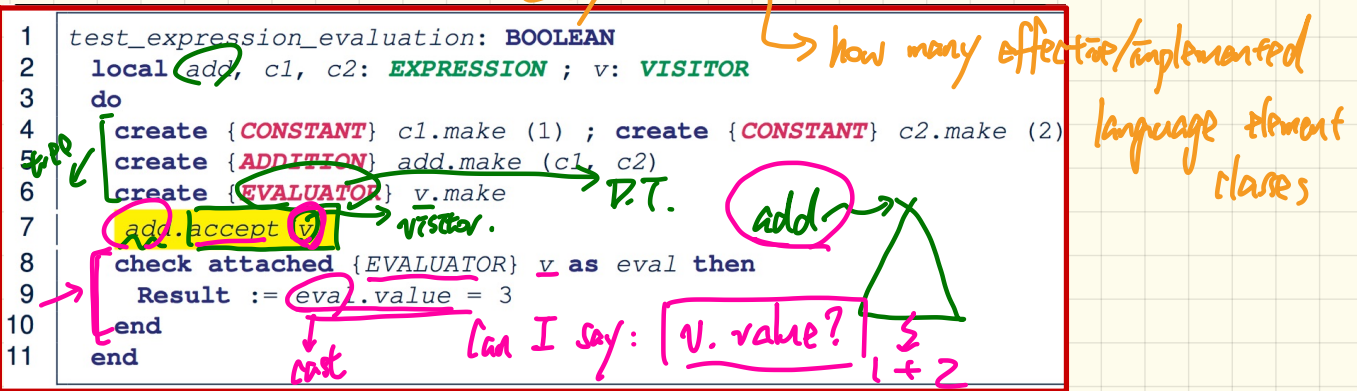 1 test_expression_evaluation: BOOLEAN
how many effective/implemented
2 local add, c1, c2: EXPRESSION ; v: VISITOR
3 do
4 create {CONSTANT} c1.make (1) ; create {CONSTANT} c2.make (2)
language element
5 create {ADDITION} add.make (c1, c2)
classes
6 create {EVALUATOR} v.make
D.T.
add
7 add.accept (v)
visitor.
8 check attached {EVALUATOR} v as eval then
9 Result := eval.value = 3
10 end
Can I say: v. value?
1 + 2
11 end
cast